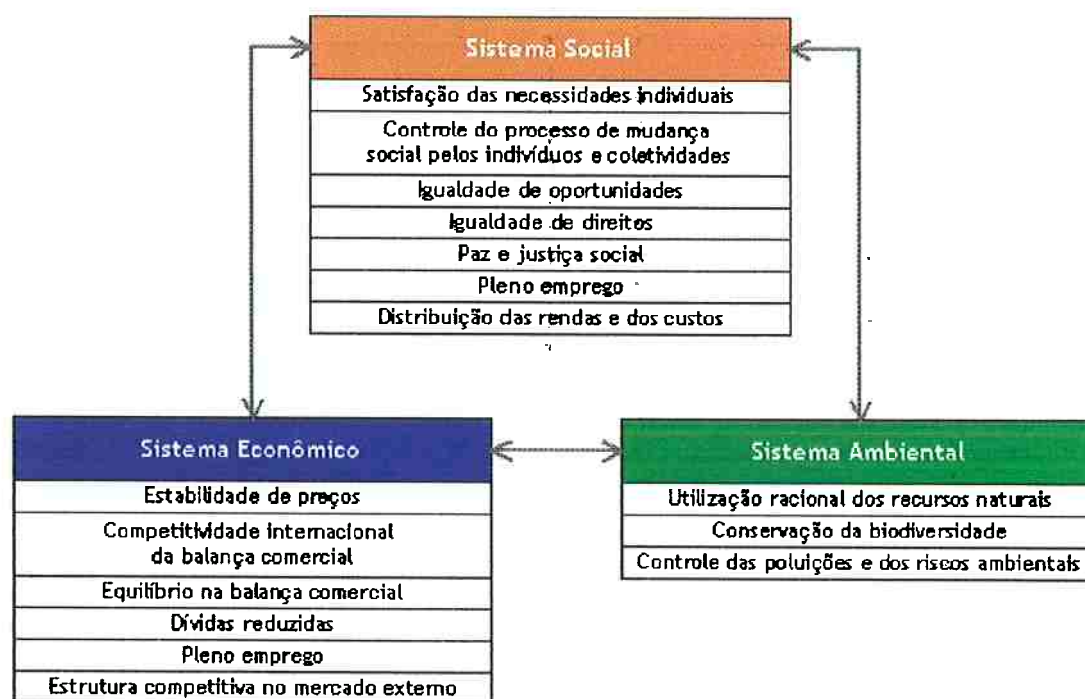 Sistema Social
Satisfação das necessidades individuais
Controle do processo de mudança
social pelos indivíduos e coletividades
Igualdade de oportunidades
Igualdade de direitos
Paz e justiça social
Pleno emprego
Distribuição das rendas e dos custos
Sistema Econômico
Estabilidade de preços
Competitividade internacional
da balança comercial
Equilíbrio na balança comercial
Dívidas reduzidas
Pleno emprego
Estrutura competitiva no mercado externo
Sistema Ambiental
Utilização racional dos recursos naturais
Conservação da biodiversidade
Controle das poluições e dos riscos ambientais